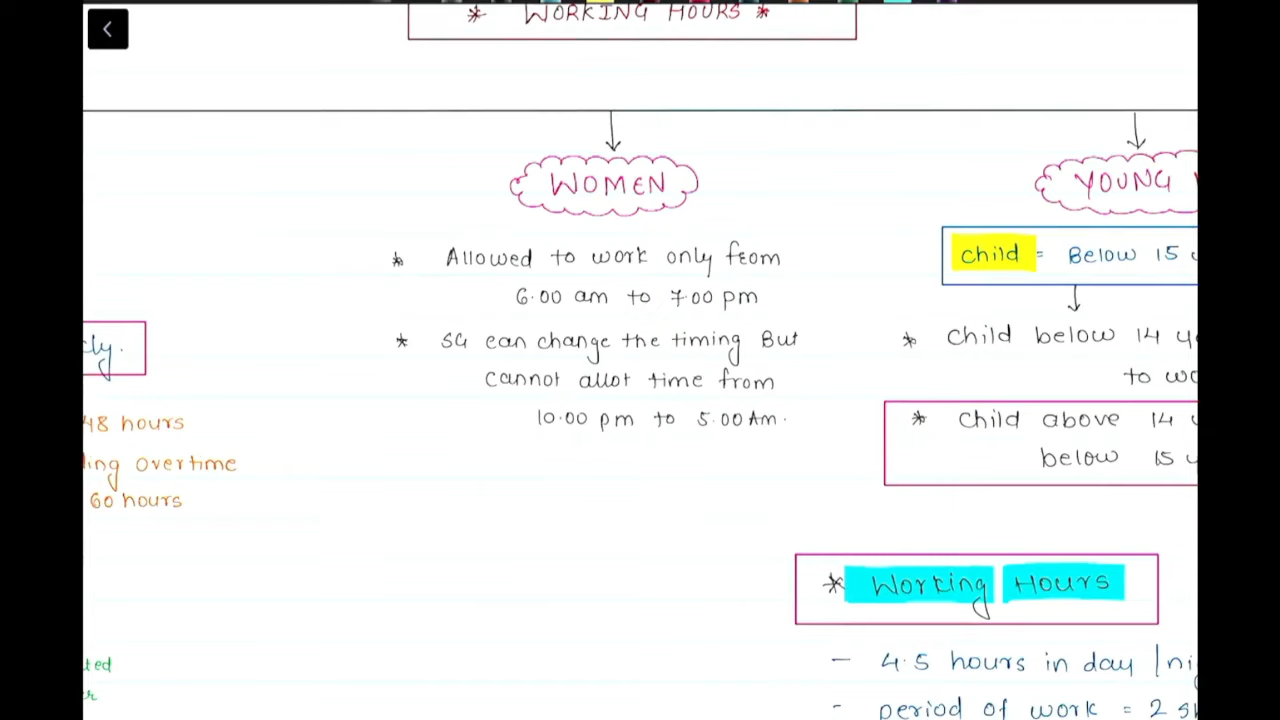 * WORKING HOURS *
WOMEN
* Allowed to work only from
6.00 am to 7.00 pm
* SG can change the timing But
cannot allot time from
10.00 pm to 5.00 Am.
YOUNG
child = Below 15
* child below 14
to
* child above 14
below 15
* Working Hours
- 4.5 hours in day /
- period of work = 2
48 hours
overtime
60 hours